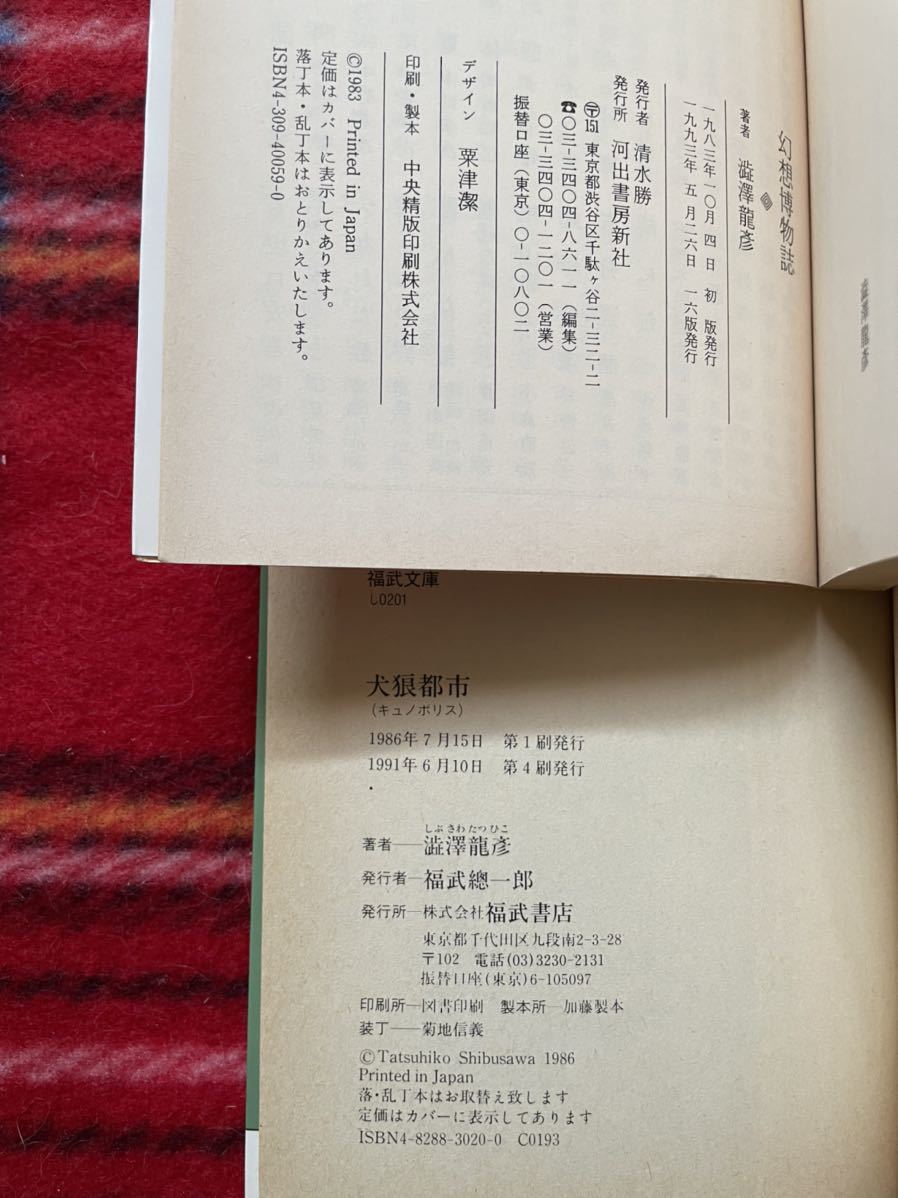 幻想博物誌
著者 澁澤龍彥
一九八三年一〇月 四 日 初 版発行
一九九三年 五 月二六日 一六版発行
発行者 清水勝
発行所 河出書房新社
〒151 東京都渋谷区千駄ヶ谷二-三二-二
☎〇三-三四〇四-八六一一(編集)
〇三-三四〇四-一二〇一(営業)
振替口座(東京)〇-一〇八〇二
デザイン 粟津潔
印刷・製本 中央精版印刷株式会社
©1983 Printed in Japan
定価はカバーに表示してあります。
落丁本・乱丁本はおとりかえいたします。
ISBN4-309-40059-0
澁澤龍彥
福武文庫
し0201
犬狼都市
(キュノポリス)
1986年7月15日 第1刷発行
1991年6月10日 第4刷発行
しぶさわたつひこ
著者──澁澤龍彥
発行者─福武總一郎
発行所─株式会社福武書店
東京都千代田区九段南2-3-28
〒102 電話(03)3230-2131
振替口座(東京)6-105097
印刷所─図書印刷 製本所─加藤製本
装丁──菊地信義
©Tatsuhiko Shibusawa 1986
Printed in Japan
落・乱丁本はお取替え致します
定価はカバーに表示してあります
ISBN4-8288-3020-0 C0193